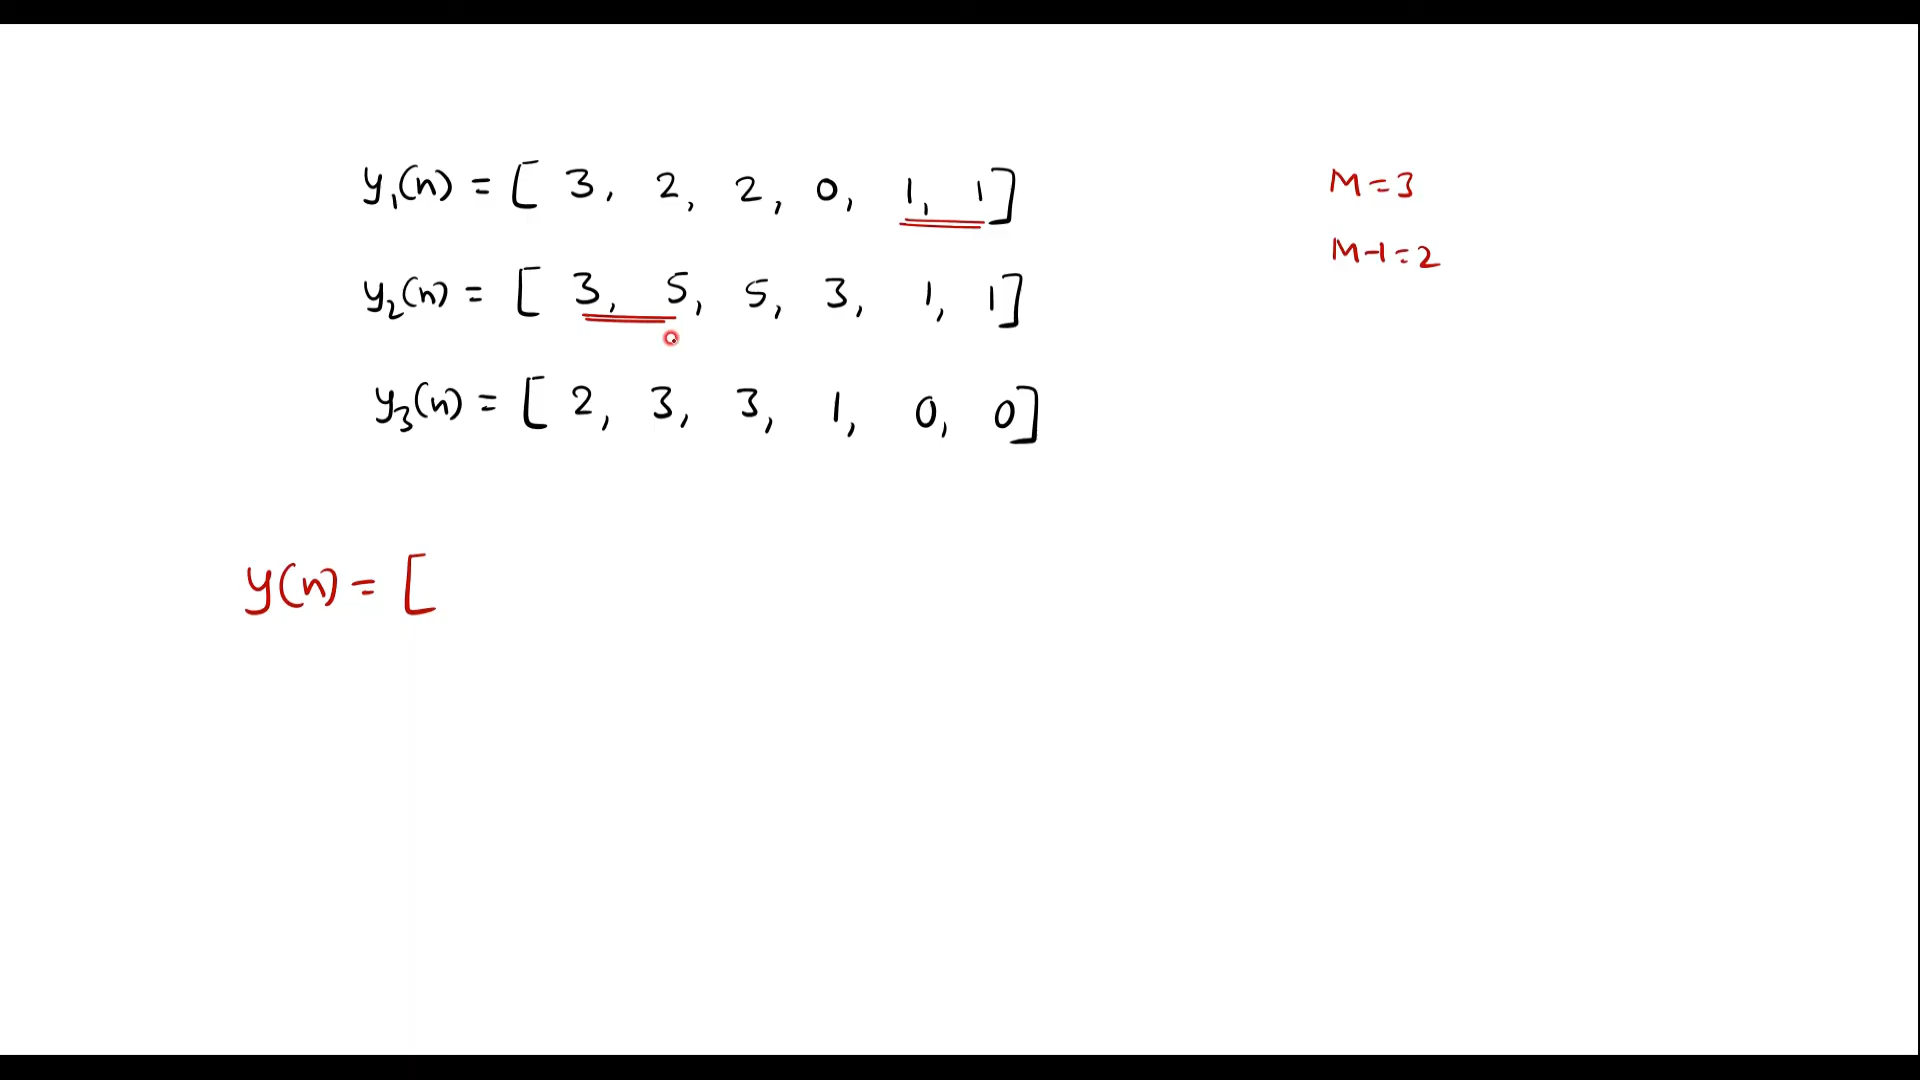 y₁(n) = [ 3, 2, 2, 0, 1, 1]
M=3
M-1=2
y₂(n) = [ 3, 5, 5, 3, 1, 1]
y₃(n) = [ 2, 3, 3, 1, 0, 0]
y(n) = [